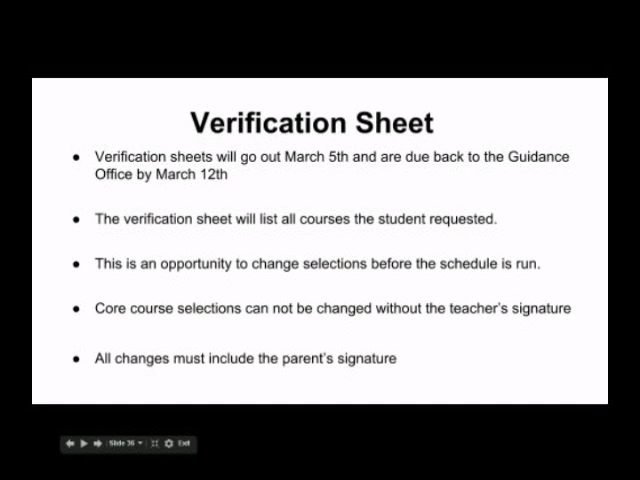 Verification Sheet
● Verification sheets will go out March 5th and are due back to the Guidance
Office by March 12th
● The verification sheet will list all courses the student requested.
● This is an opportunity to change selections before the schedule is run.
● Core course selections can not be changed without the teacher's signature
● All changes must include the parent's signature
Slide 36 Exit